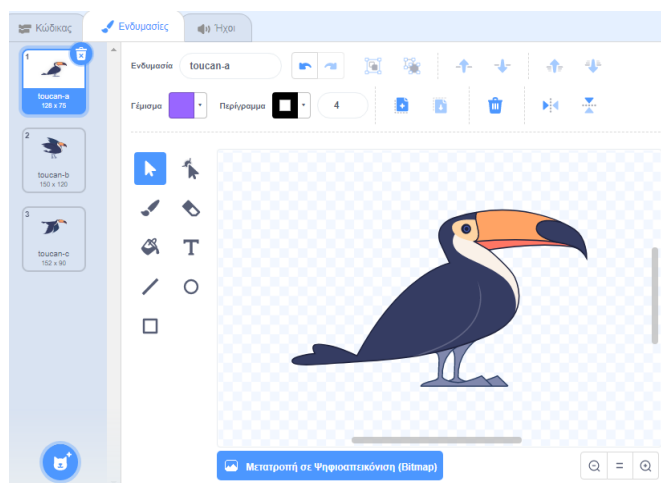 Κώδικας Ενδυμασίες Ήχοι
1
toucan-a
128 x 75
2
toucan-b
150 x 120
3
toucan-c
152 x 90
Ενδυμασία toucan-a
Γέμισμα Περίγραμμα 4
T
Μετατροπή σε Ψηφιοαπεικόνιση (Bitmap)